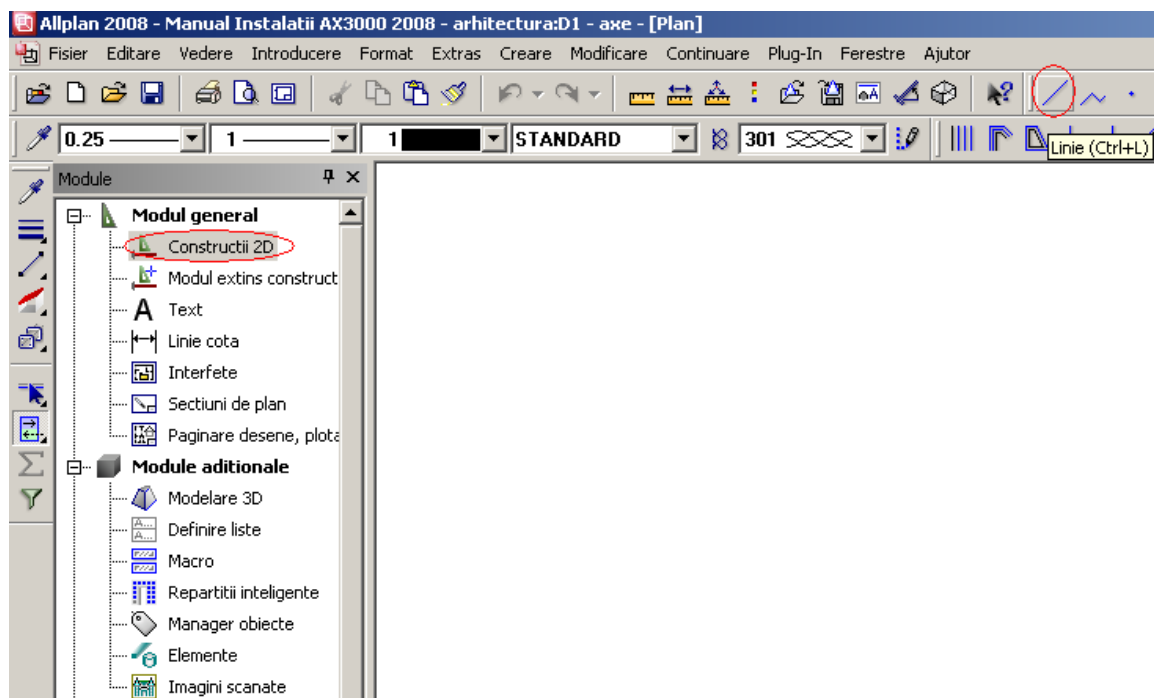 Allplan 2008 - Manual Instalatii AX3000 2008 - arhitectura:D1 - axe - [Plan]
Fisier Editare Vedere Introducere Format Extras Creare Modificare Continuare Plug-In Ferestre Ajutor
0.25 1 1 STANDARD 301
Linie (Ctrl+L)
Module
Modul general
Constructii 2D
Modul extins construct
Text
Linie cota
Interfete
Sectiuni de plan
Paginare desene, plota
Module aditionale
Modelare 3D
Definire liste
Macro
Repartitii inteligente
Manager obiecte
Elemente
Imagini scanate